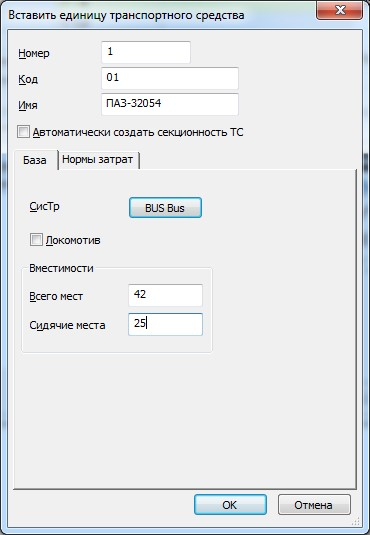 Вставить единицу транспортного средства
Номер 1
Код 01
Имя ПАЗ-32054
Автоматически создать секционность ТС
База Нормы затрат
СисТр BUS Bus
Локомотив
Вместимости
Всего мест 42
Сидячие места 25
OK Отмена